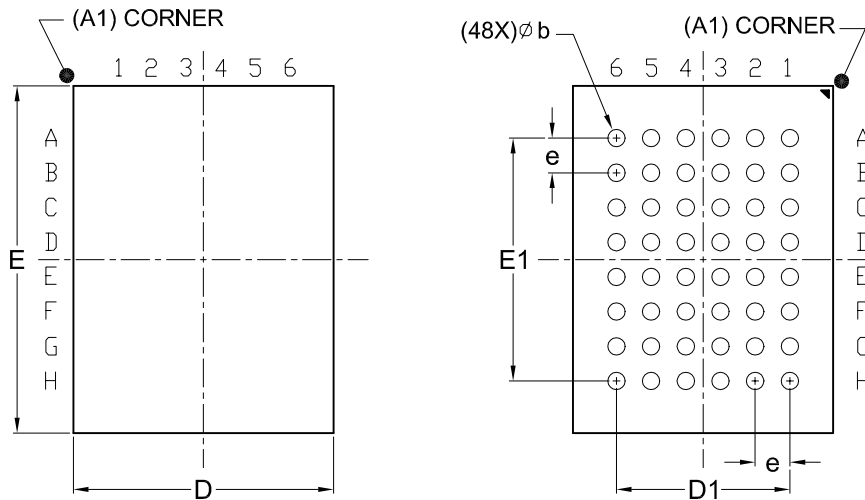 (A1) CORNER
1 2 3 4 5 6
A
B
C
D
E
F
G
H
E
D
(48X)⌀ b
(A1) CORNER
6 5 4 3 2 1
e
E1
A
B
C
D
E
F
G
H
e
D1